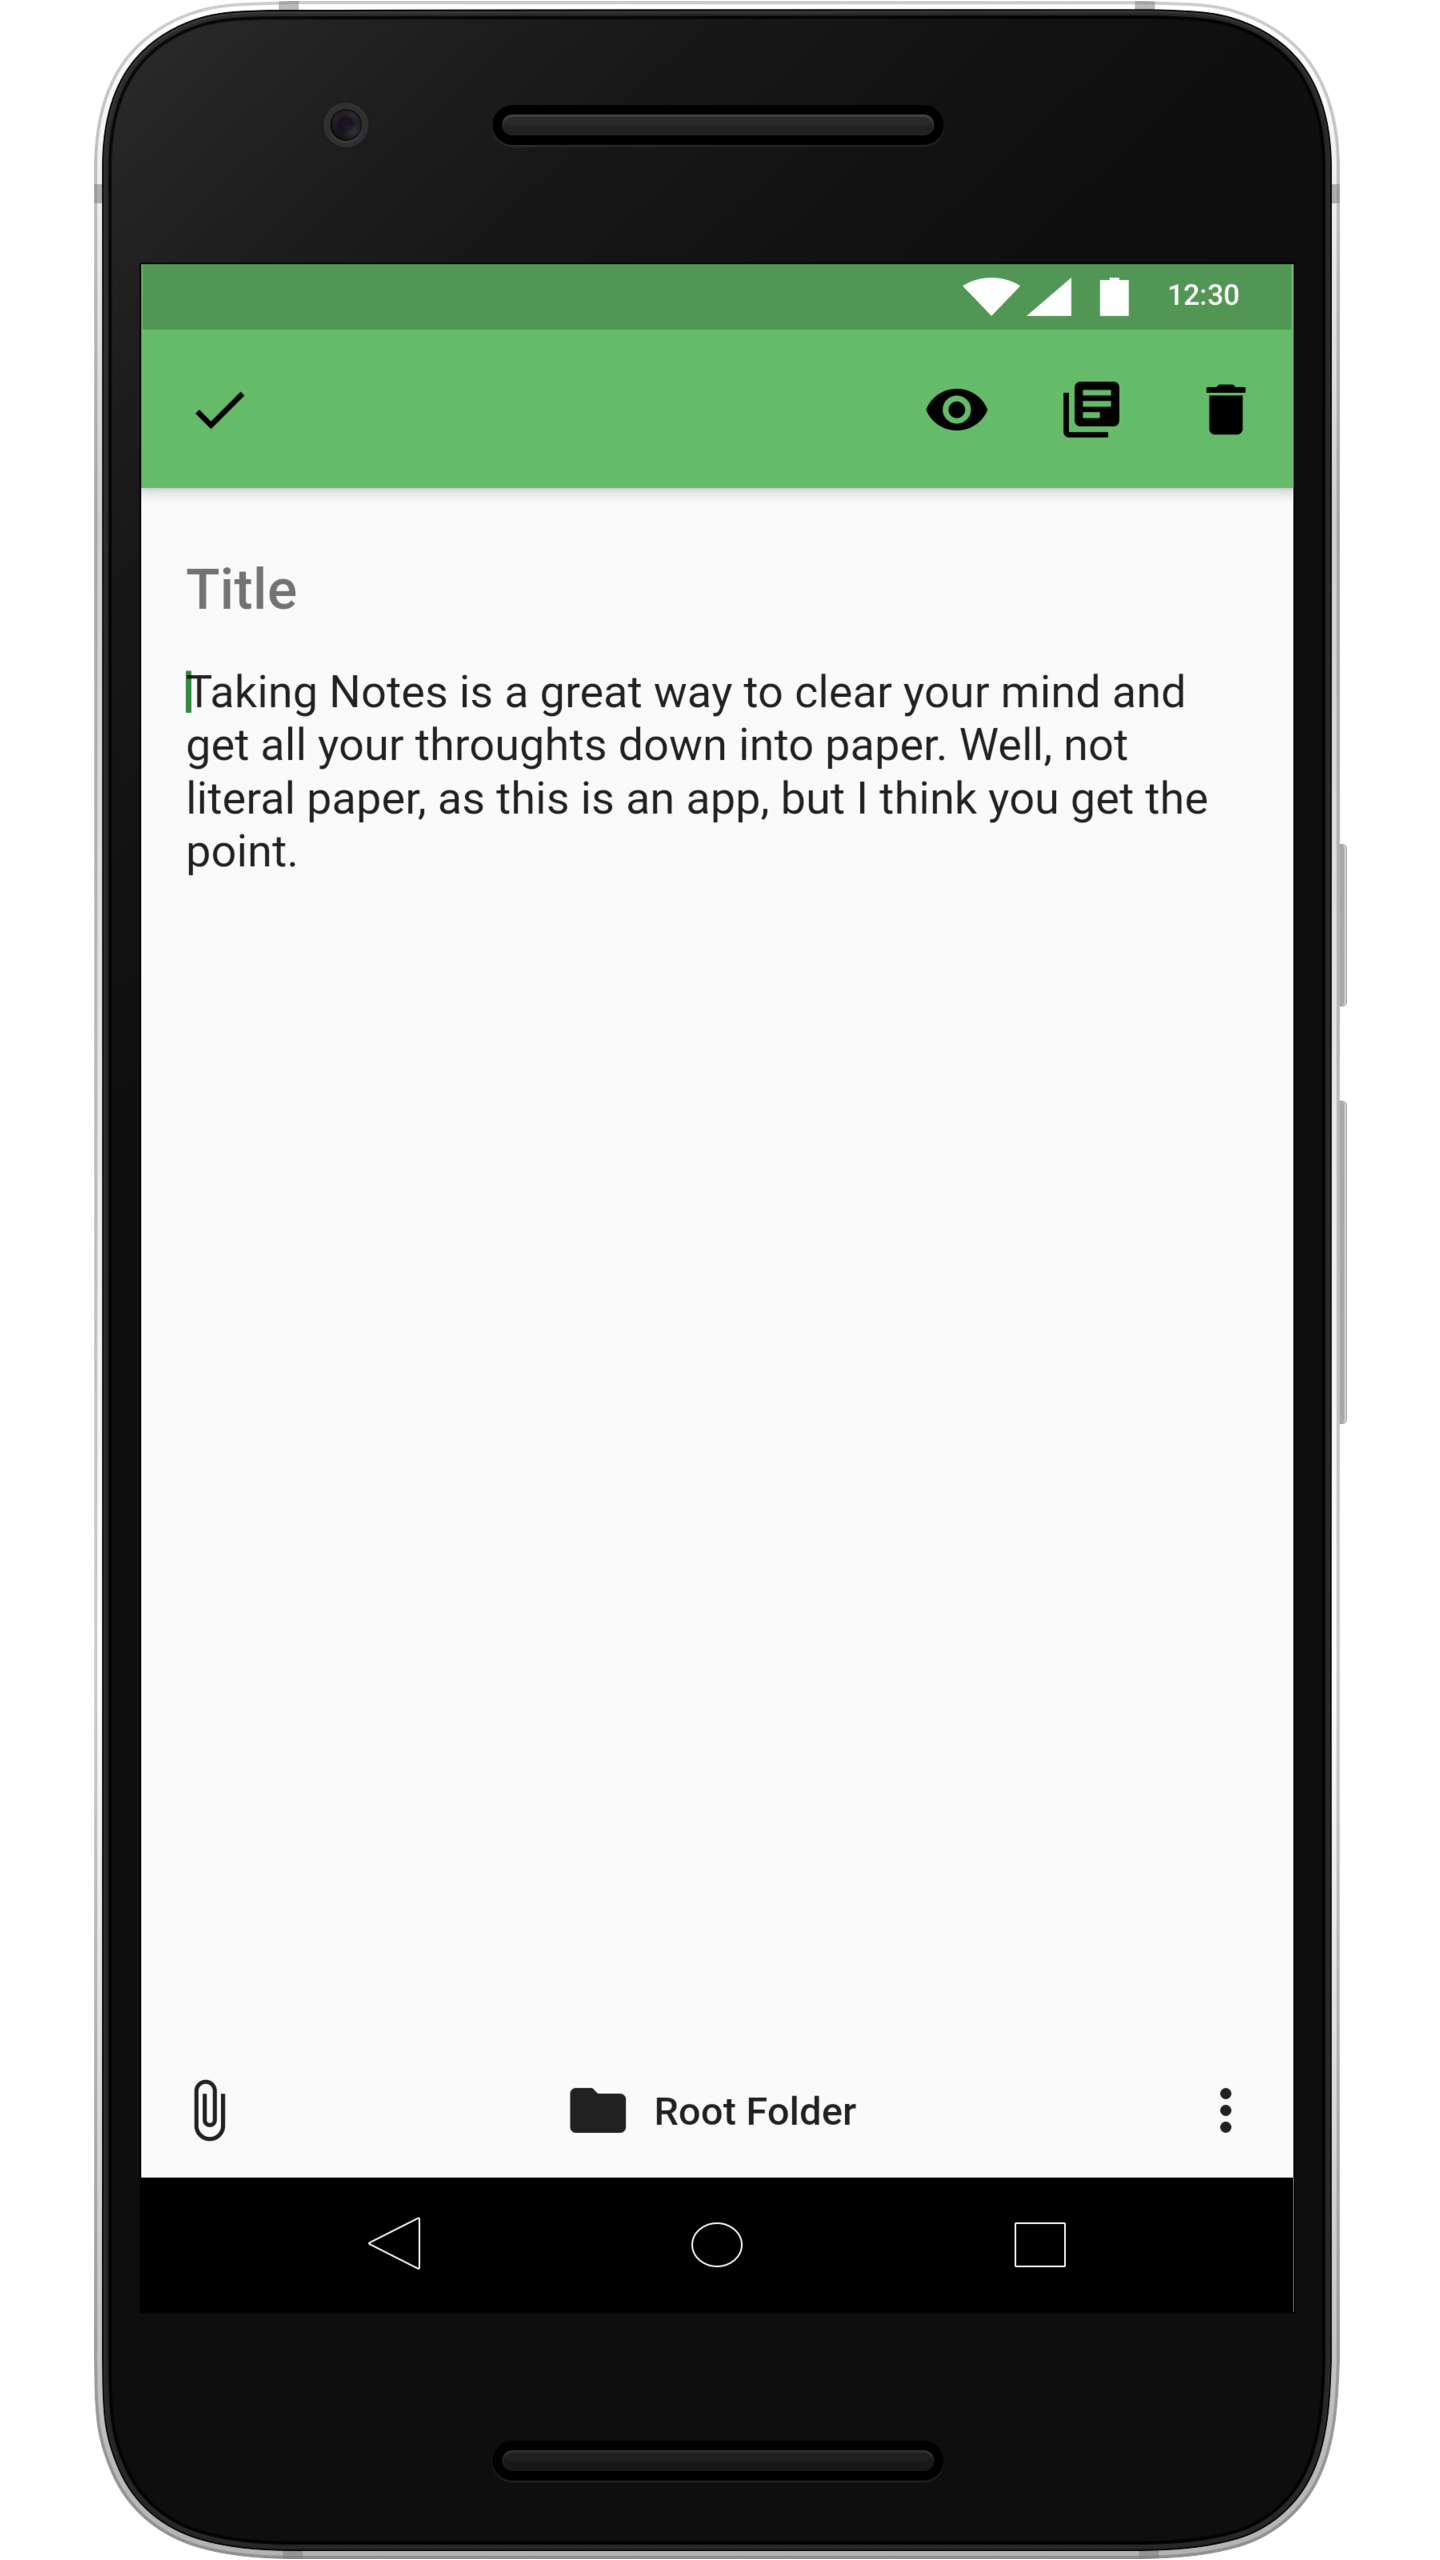 12:30
Title
Taking Notes is a great way to clear your mind and
get all your throughts down into paper. Well, not
literal paper, as this is an app, but I think you get the
point.
Root Folder